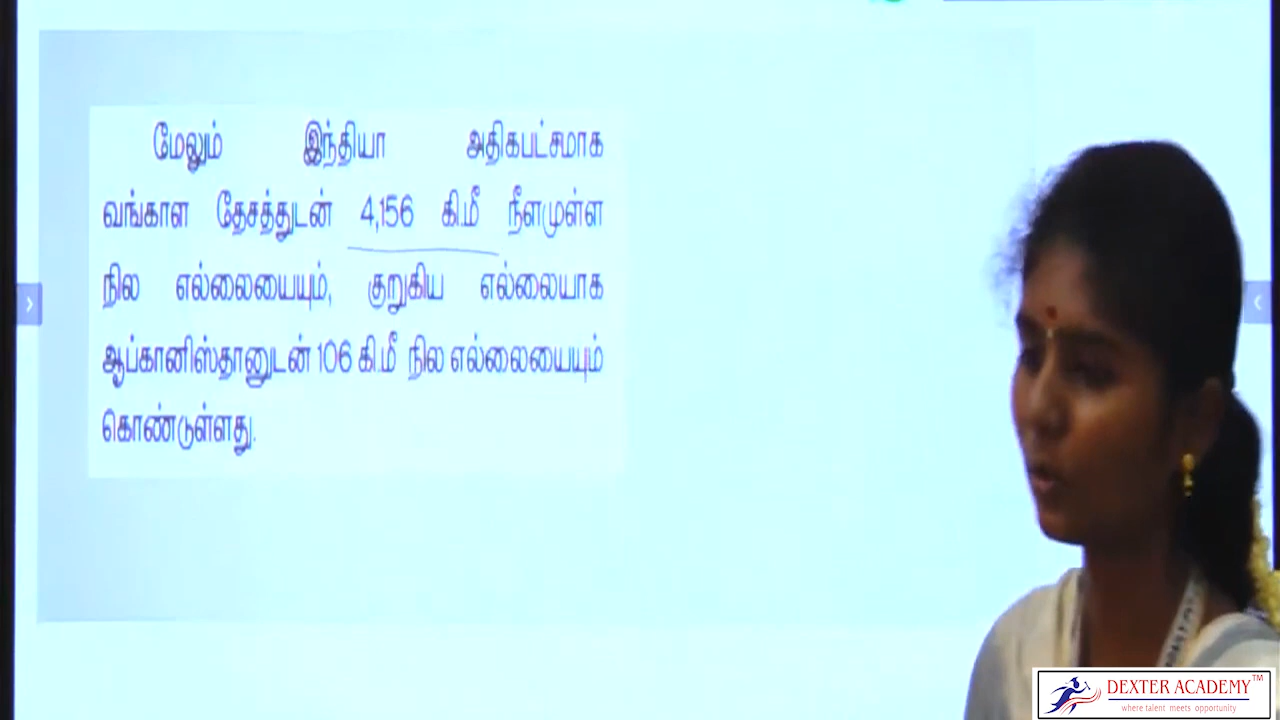 மேலும் இந்தியா அதிகபட்சமாக
வங்காள தேசத்துடன் 4,156 கி.மீ நீளமுள்ள
நில எல்லையையும், குறுகிய எல்லையாக
ஆப்கானிஸ்தானுடன் 106 கி.மீ நில எல்லையையும்
கொண்டுள்ளது.
DEXTER ACADEMY™
where talent meets opportunity